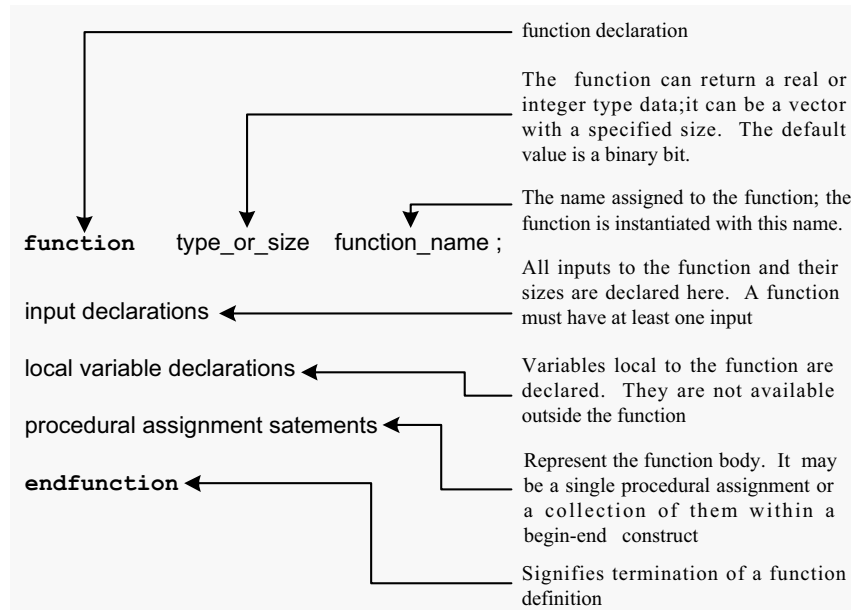 function declaration
The function can return a real or
integer type data;it can be a vector
with a specified size. The default
value is a binary bit.
The name assigned to the function; the
function is instantiated with this name.
function type_or_size function_name ;
All inputs to the function and their
sizes are declared here. A function
must have at least one input
input declarations
local variable declarations
Variables local to the function are
declared. They are not available
outside the function
procedural assignment satements
Represent the function body. It may
be a single procedural assignment or
a collection of them within a
begin-end construct
endfunction
Signifies termination of a function
definition